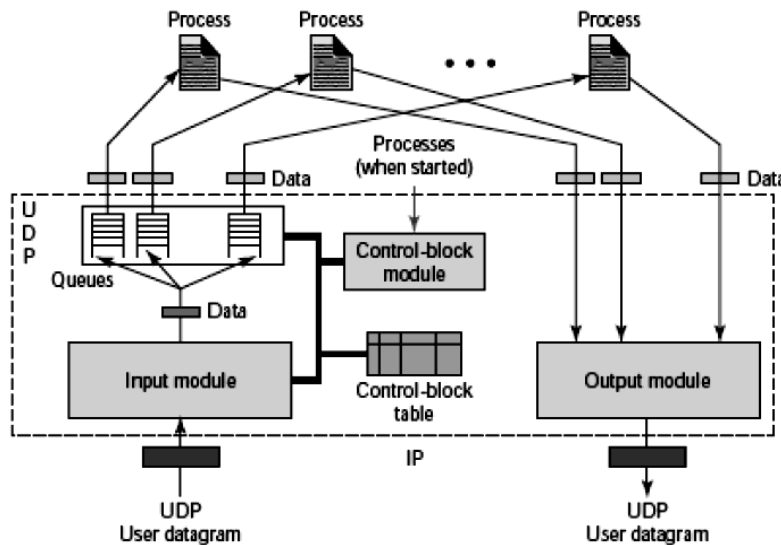 Process
Process
Process
Processes
(when started)
Data
Data
U
D
P
Queues
Control-block
module
Data
Input module
Control-block
table
Output module
IP
UDP
User datagram
UDP
User datagram